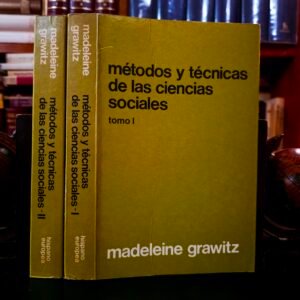 madeleine
grawitz
métodos y técnicas
de las ciencias sociales-II
hispano
europea
madeleine
grawitz
métodos y técnicas
de las ciencias sociales-I
hispano
europea
métodos y técnicas
de las ciencias
sociales
tomo I
madeleine grawitz